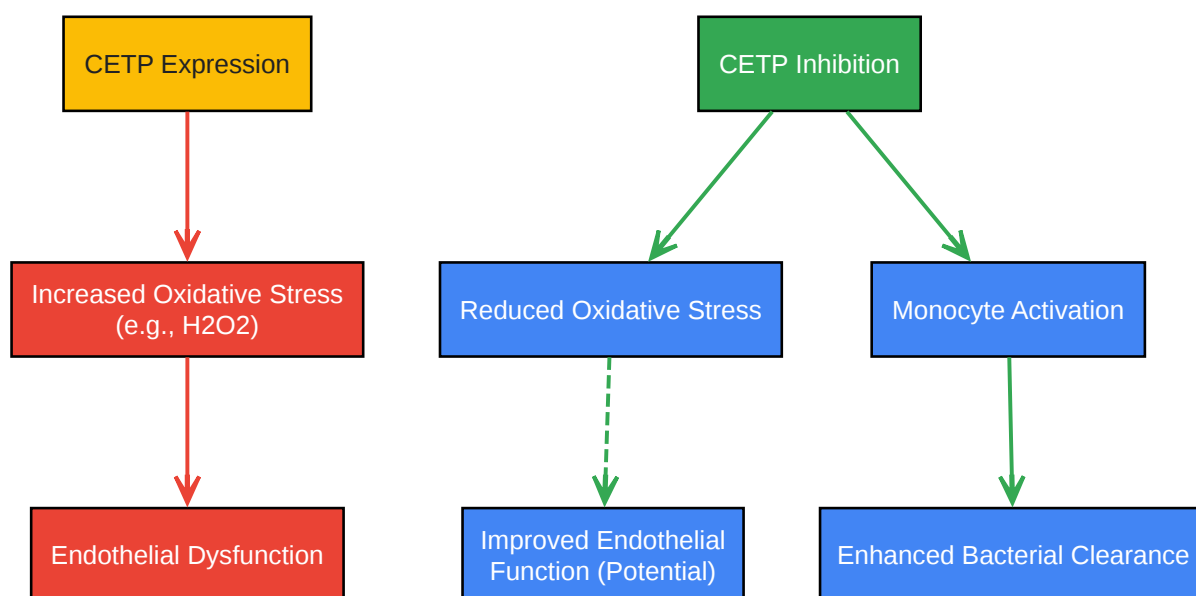 CETP Expression
CETP Inhibition
Increased Oxidative Stress
(e.g., H2O2)
Reduced Oxidative Stress
Monocyte Activation
Endothelial Dysfunction
Improved Endothelial
Function (Potential)
Enhanced Bacterial Clearance